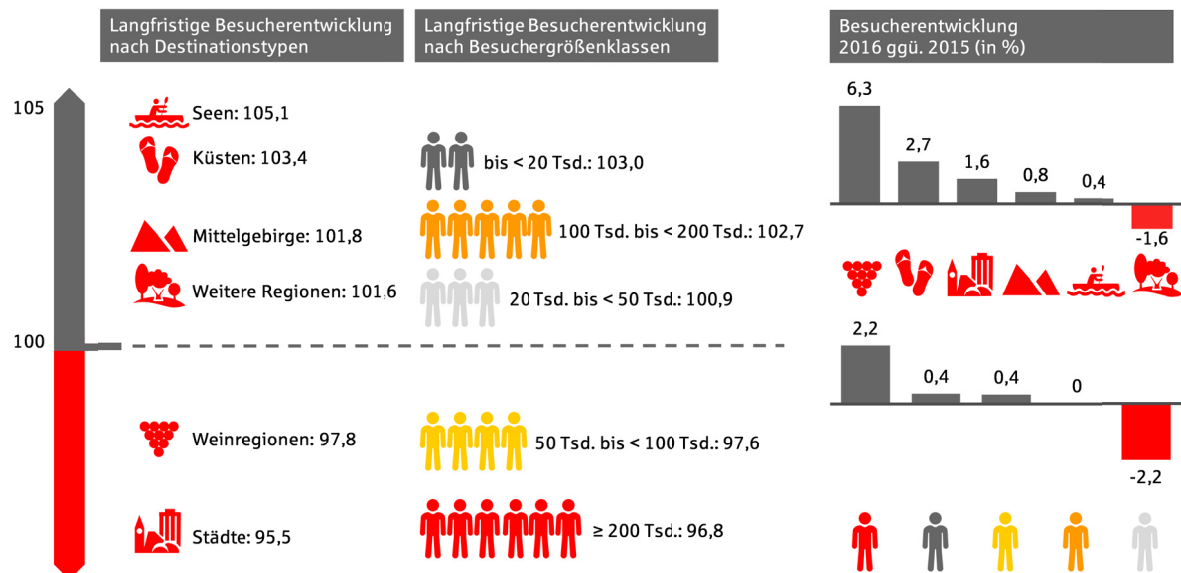 Langfristige Besucherentwicklung
nach Destinationstypen
Langfristige Besucherentwicklung
nach Besuchergrößenklassen
Besucherentwicklung
2016 ggü. 2015 (in %)
105
100
Seen: 105,1
Küsten: 103,4
Mittelgebirge: 101,8
Weitere Regionen: 101,6
Weinregionen: 97,8
Städte: 95,5
bis < 20 Tsd.: 103,0
100 Tsd. bis < 200 Tsd.: 102,7
20 Tsd. bis < 50 Tsd.: 100,9
50 Tsd. bis < 100 Tsd.: 97,6
≥ 200 Tsd.: 96,8
6,3
2,7
1,6
0,8
0,4
-1,6
2,2
0,4
0,4
0
-2,2